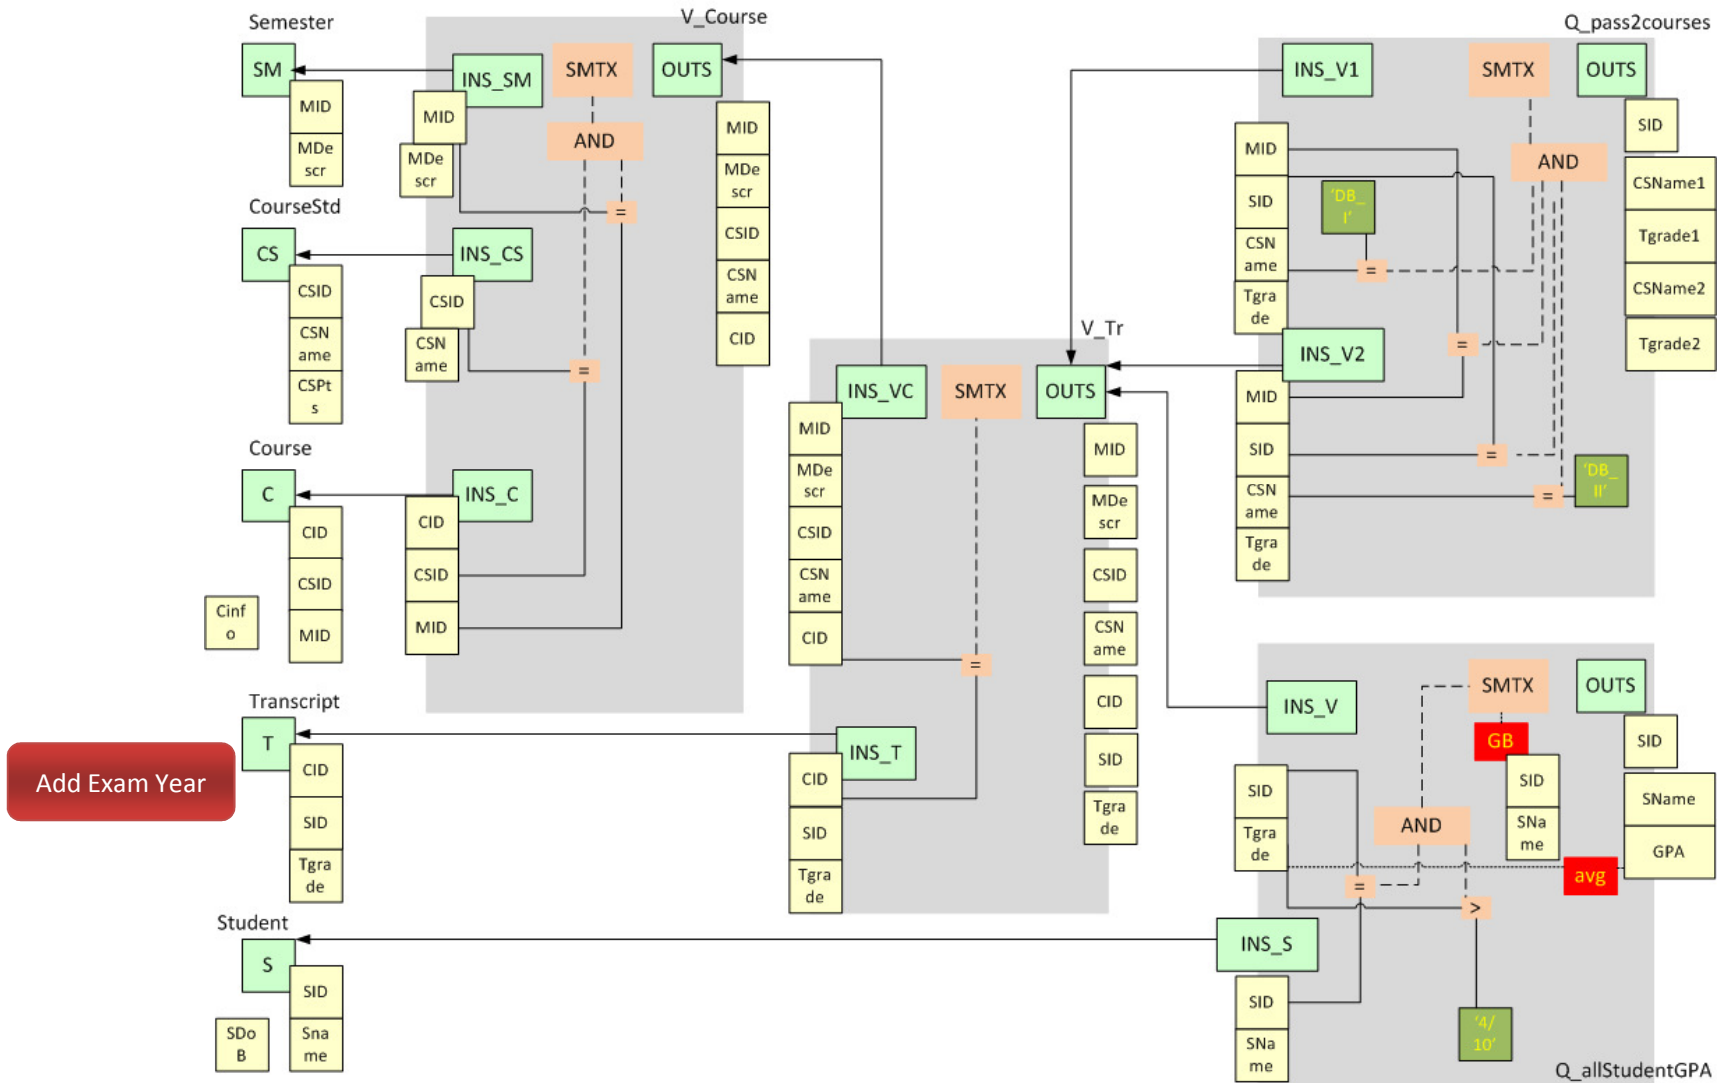 Semester
SM
MID
MDe
scr
CourseStd
CS
CSID
CSN
ame
CSPt
s
Course
C
CID
CSID
MID
Cinf
o
Transcript
T
CID
SID
Tgra
de
Add Exam Year
Student
S
SID
Sna
me
SDo
B
V_Course
INS_SM
SMTX
OUTS
MID
MDe
scr
AND
=
INS_CS
CSID
CSN
ame
=
INS_C
CID
CSID
MID
MID
MDe
scr
CSID
CSN
ame
CID
V_Tr
INS_VC
SMTX
OUTS
MID
MDe
scr
CSID
CSN
ame
CID
=
INS_T
CID
SID
Tgra
de
MID
MDe
scr
CSID
CSN
ame
CID
SID
Tgra
de
Q_pass2courses
INS_V1
SMTX
OUTS
MID
SID
CSN
ame
Tgra
de
'DB_
I'
=
AND
SID
CSName1
Tgrade1
CSName2
Tgrade2
INS_V2
=
MID
SID
CSN
ame
Tgra
de
=
=
'DB_
II'
INS_V
SMTX
OUTS
GB
SID
SNa
me
SID
Tgra
de
AND
SID
SName
GPA
avg
=
>
INS_S
SID
SNa
me
'4/
10'
Q_allStudentGPA